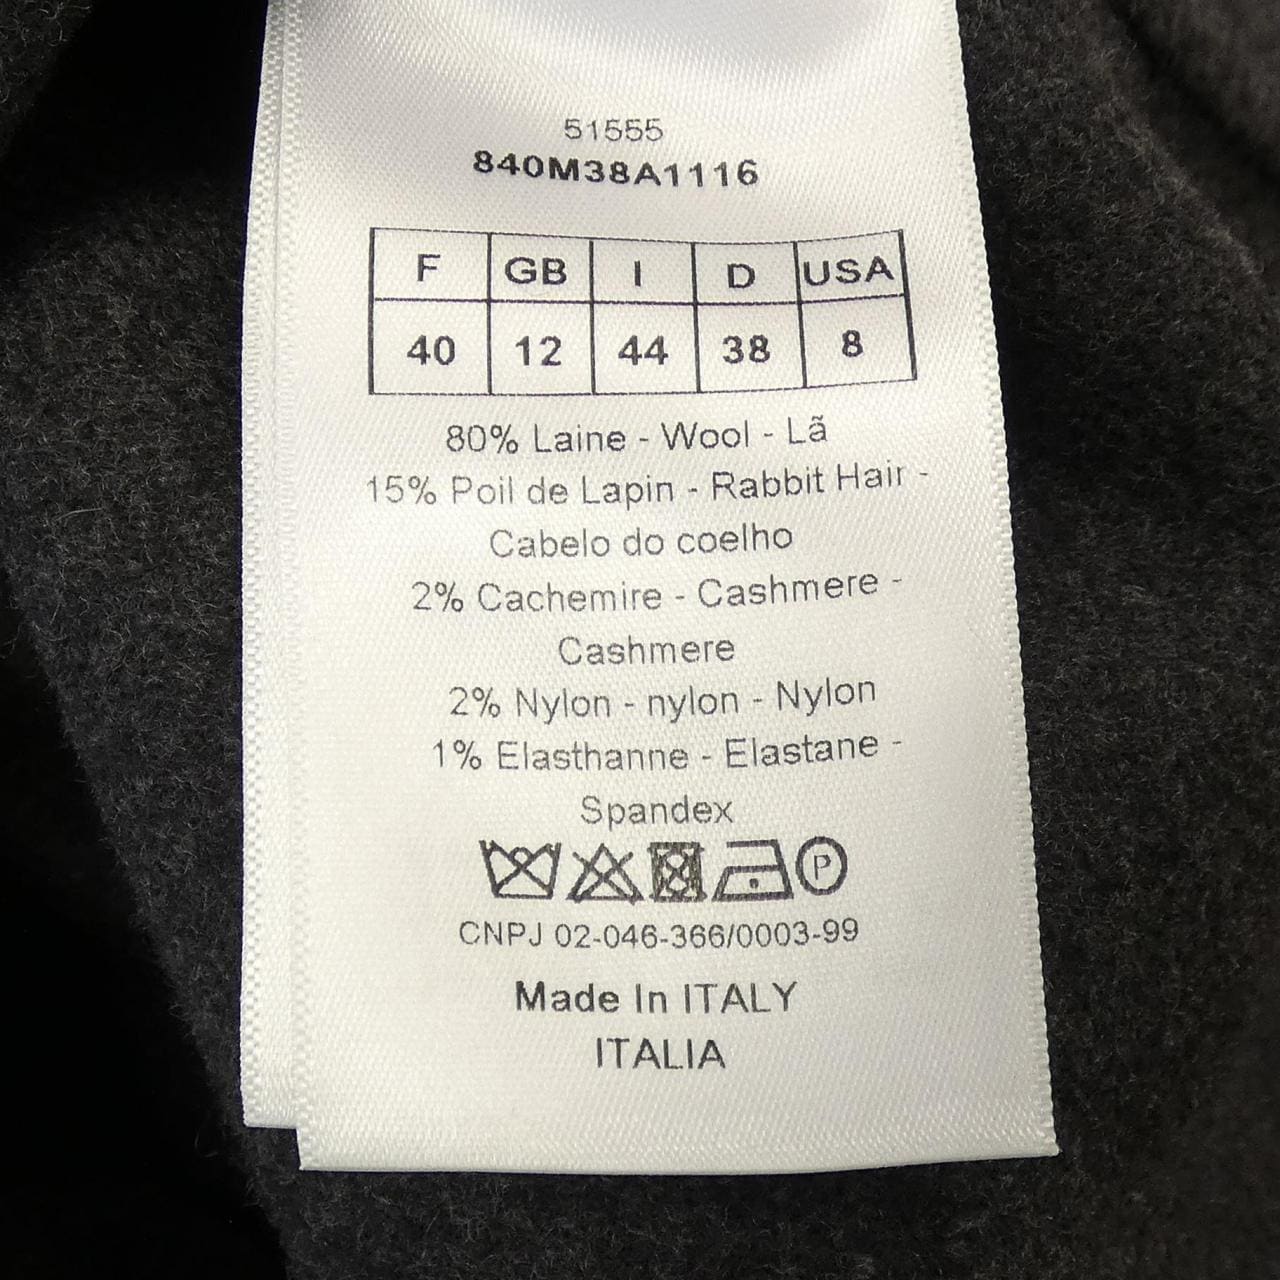 51555
840M38A1116
F GB I D USA
40 12 44 38 8
80% Laine - Wool - Lã
15% Poil de Lapin - Rabbit Hair -
Cabelo do coelho
2% Cachemire - Cashmere -
Cashmere
2% Nylon - nylon - Nylon
1% Elasthanne - Elastane -
Spandex
P
CNPJ 02-046-366/0003-99
Made In ITALY
ITALIA